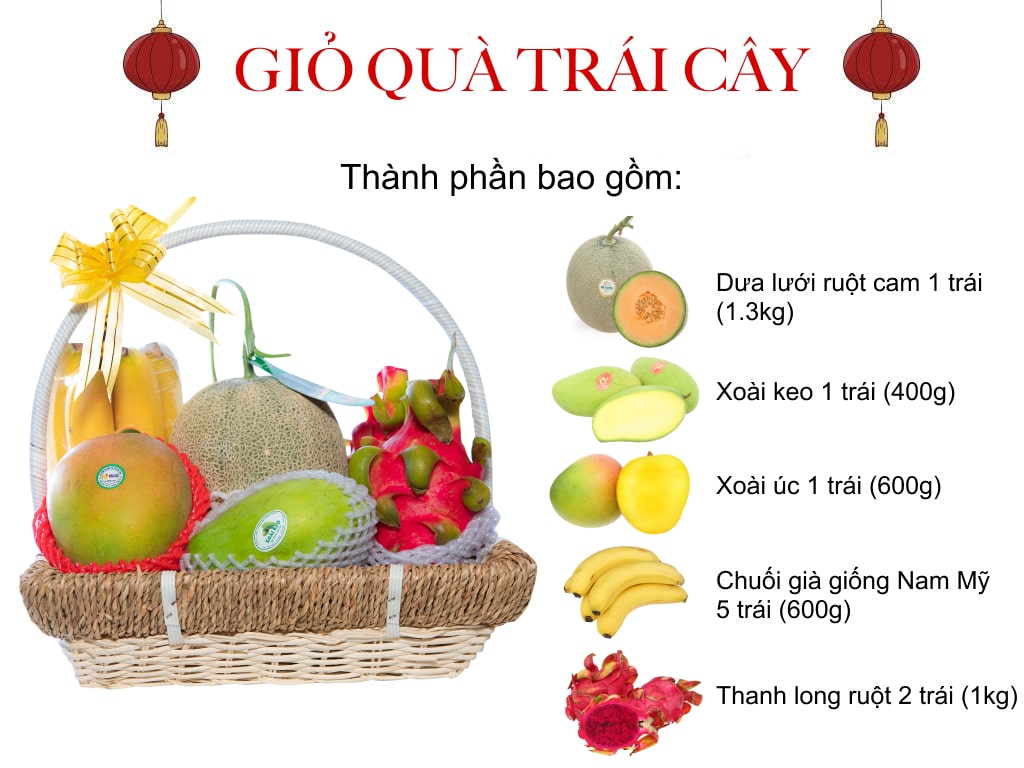 GIỎ QUÀ TRÁI CÂY
Thành phần bao gồm:
Dưa lưới ruột cam 1 trái
(1.3kg)
Xoài keo 1 trái (400g)
Xoài úc 1 trái (600g)
Chuối già giống Nam Mỹ
5 trái (600g)
Thanh long ruột 2 trái (1kg)